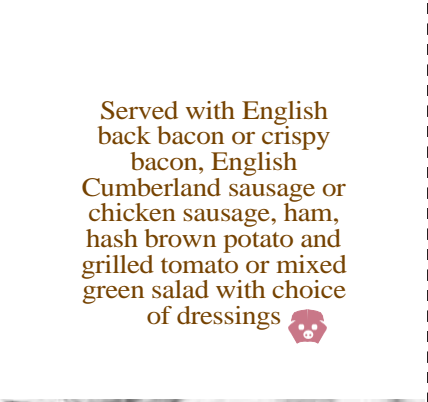 Served with English
back bacon or crispy
bacon, English
Cumberland sausage or
chicken sausage, ham,
hash brown potato and
grilled tomato or mixed
green salad with choice
of dressings